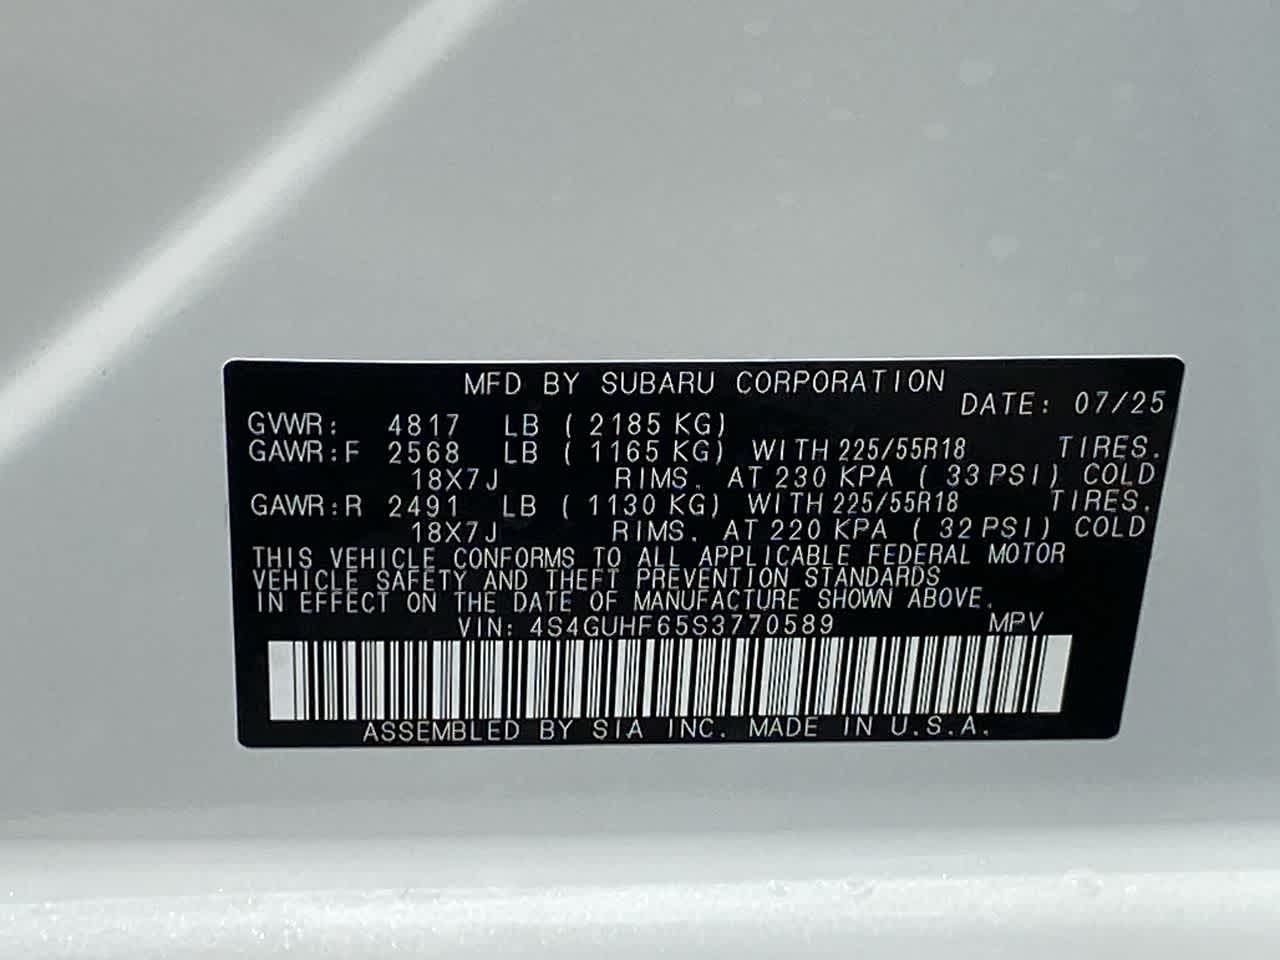 MFD BY SUBARU CORPORATION
DATE: 07/25
GVWR: 4817 LB ( 2185 KG)
GAWR:F 2568 LB ( 1165 KG) WITH 225/55R18 TIRES.
18X7J RIMS, AT 230 KPA ( 33 PSI) COLD
GAWR:R 2491 LB ( 1130 KG) WITH 225/55R18 TIRES,
18X7J RIMS, AT 220 KPA ( 32 PSI) COLD
THIS VEHICLE CONFORMS TO ALL APPLICABLE FEDERAL MOTOR
VEHICLE SAFETY AND THEFT PREVENTION STANDARDS
IN EFFECT ON THE DATE OF MANUFACTURE SHOWN ABOVE.
VIN: 4S4GUHF65S3770589 MPV
ASSEMBLED BY SIA INC. MADE IN U.S.A.